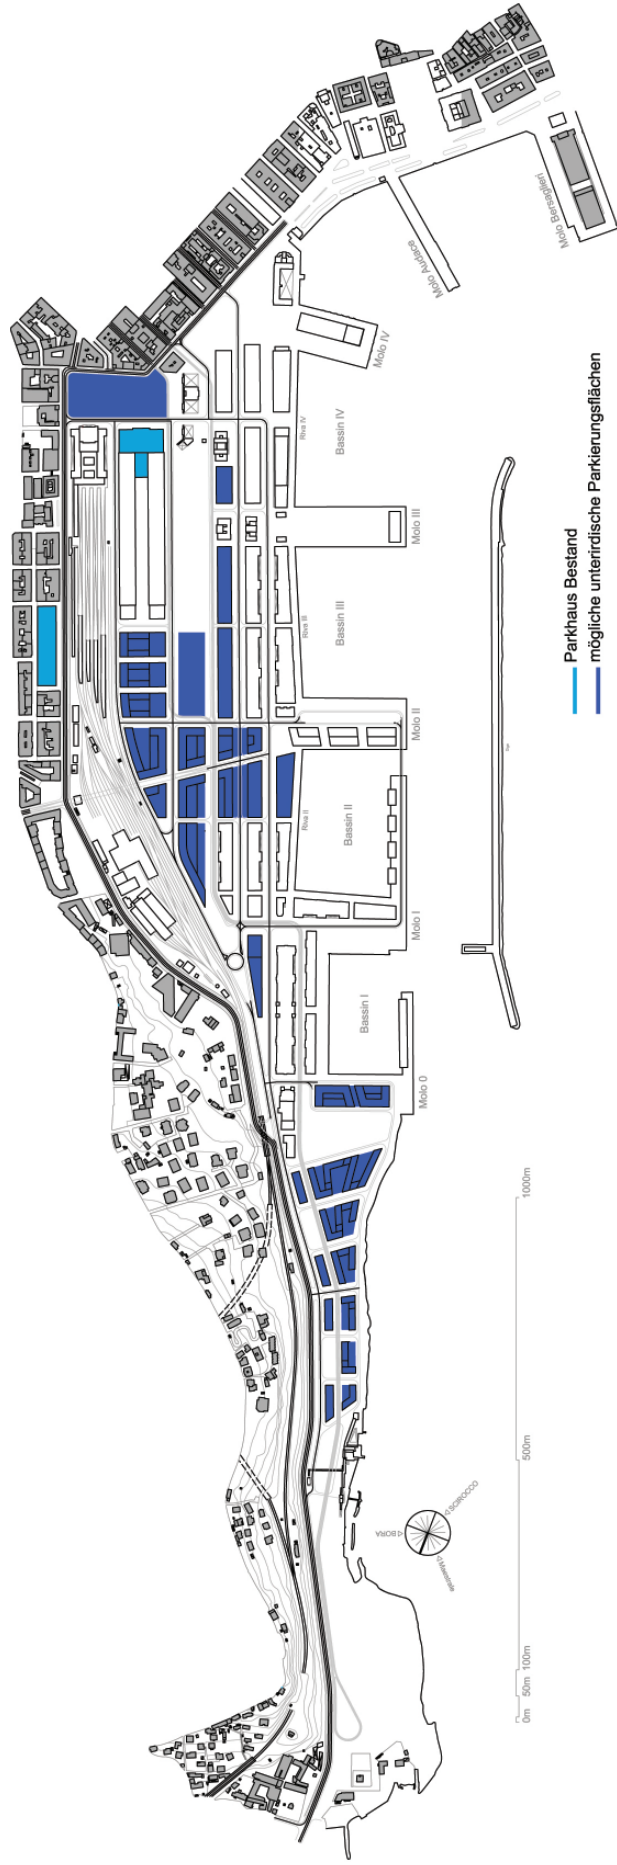 Molo Bersaglieri
Molo Audace
Molo IV
Riva IV
Bassin IV
Molo III
Riva III
Bassin III
Molo II
Riva II
Bassin II
Molo I
Bassin I
Molo 0
Parkhaus Bestand
mögliche unterirdische Parkierungsflächen
BORA
SCIROCCO
Maestrale
0m 50m 100m 500m 1000m